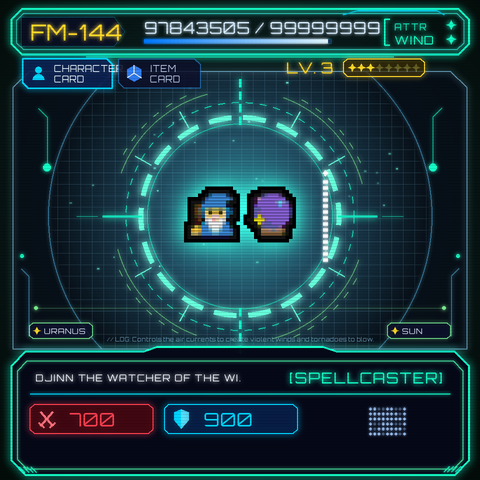 FM-144
97843505 / 99999999
ATTR
WIND
CHARACTER
CARD
ITEM
CARD
LV. 3
URANUS
SUN
// LOG: Controls the air currents to create violent winds and tornadoes to blow
DJINN THE WATCHER OF THE WI.
[SPELLCASTER]
700
900